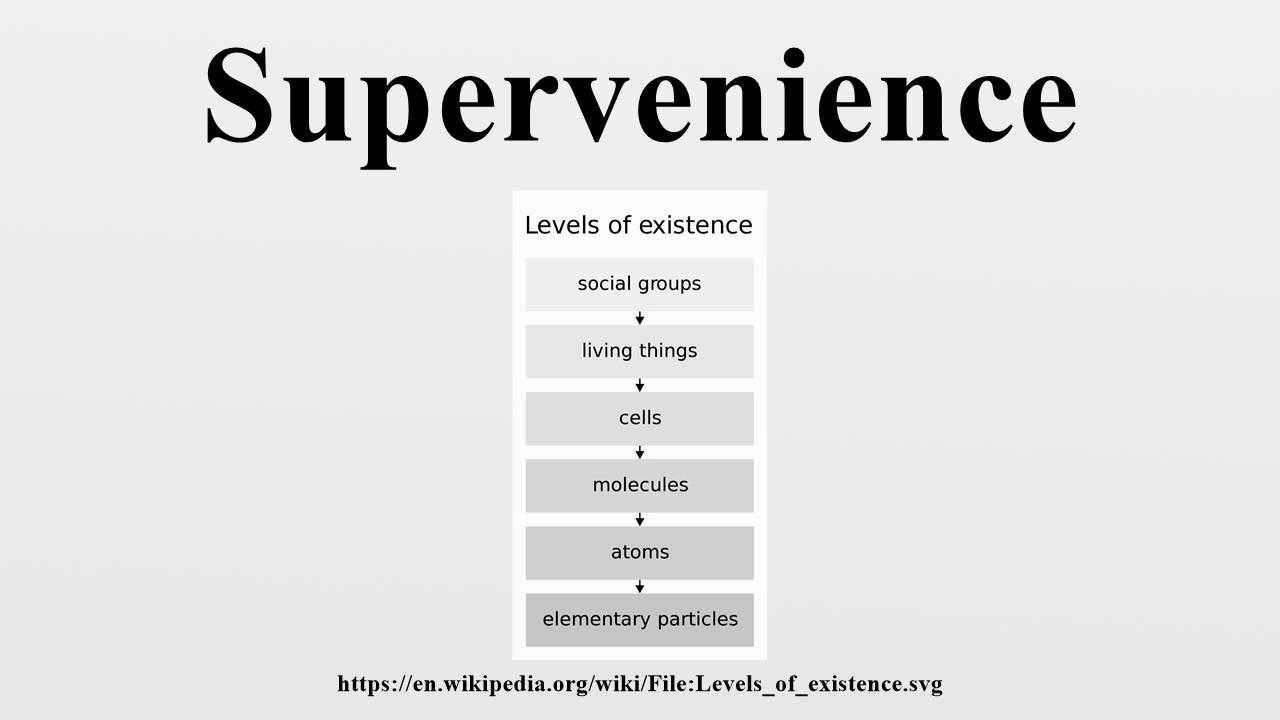 Supervenience
Levels of existence
social groups
living things
cells
molecules
atoms
elementary particles
https://en.wikipedia.org/wiki/File:Levels_of_existence.svg